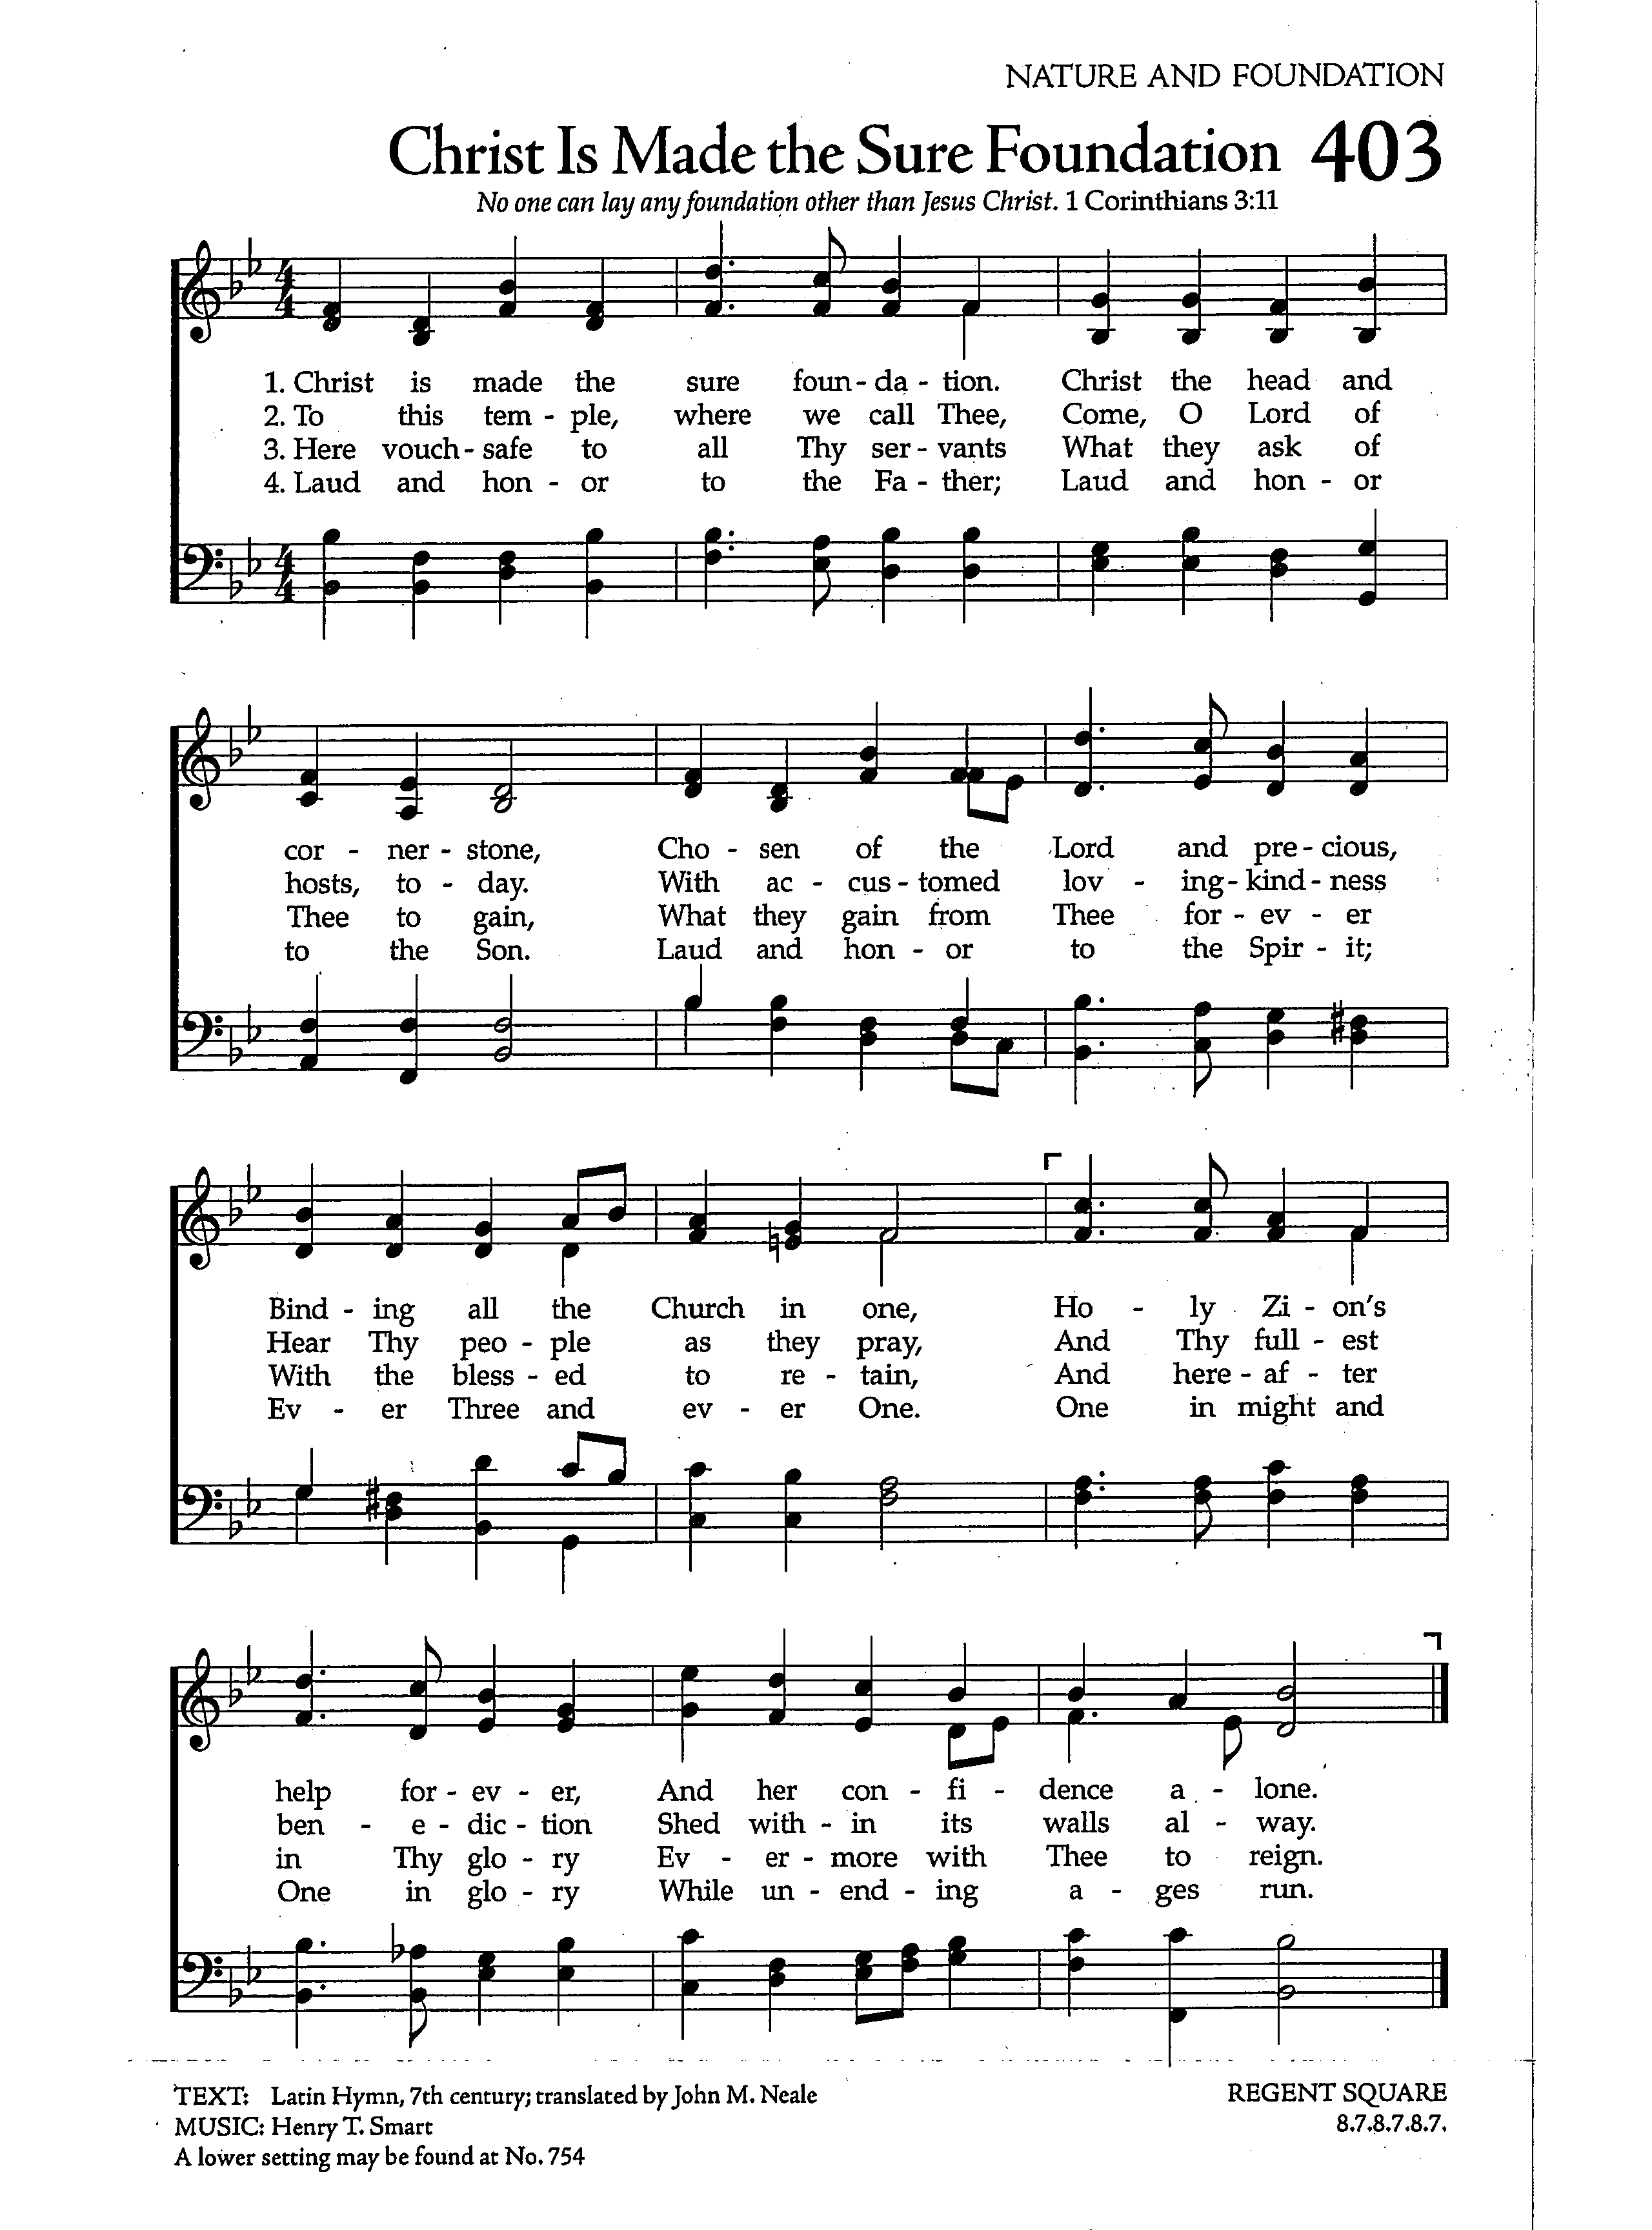 NATURE AND FOUNDATION
Christ Is Made the Sure Foundation 403
No one can lay any foundation other than Jesus Christ. 1 Corinthians 3:11
1. Christ is made the sure foun - da - tion. Christ the head and
2. To this tem - ple, where we call Thee, Come, O Lord of
3. Here vouch - safe to all Thy ser - vants What they ask of
4. Laud and hon - or to the Fa - ther; Laud and hon - or
cor - ner - stone, Cho - sen of the Lord and pre - cious,
hosts, to - day. With ac - cus - tomed lov - ing - kind - ness
Thee to gain, What they gain from Thee for - ev - er
to the Son. Laud and hon - or to the Spir - it;
Bind - ing all the Church in one, Ho - ly Zi - on's
Hear Thy peo - ple as they pray, And Thy full - est
With the bless - ed to re - tain, And here - af - ter
Ev - er Three and ev - er One. One in might and
help for - ev - er, And her con - fi - dence a - lone.
ben - e - dic - tion Shed with - in its walls al - way.
in Thy glo - ry Ev - er - more with Thee to reign.
One in glo - ry While un - end - ing a - ges run.
TEXT: Latin Hymn, 7th century; translated by John M. Neale
MUSIC: Henry T. Smart
A lower setting may be found at No. 754
REGENT SQUARE
8.7.8.7.8.7.